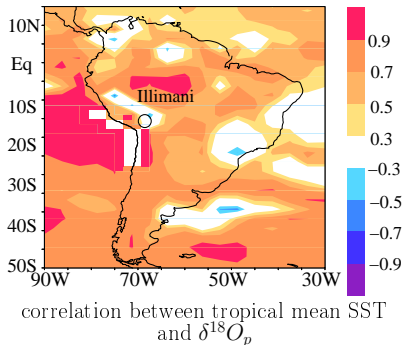 10N
Eq
10S
20S
30S
40S
50S
90W 70W 50W 30W
Illimani
0.9
0.7
0.5
0.3
−0.3
−0.5
−0.7
−0.9
correlation between tropical mean SST
and δ¹⁸Oₚ